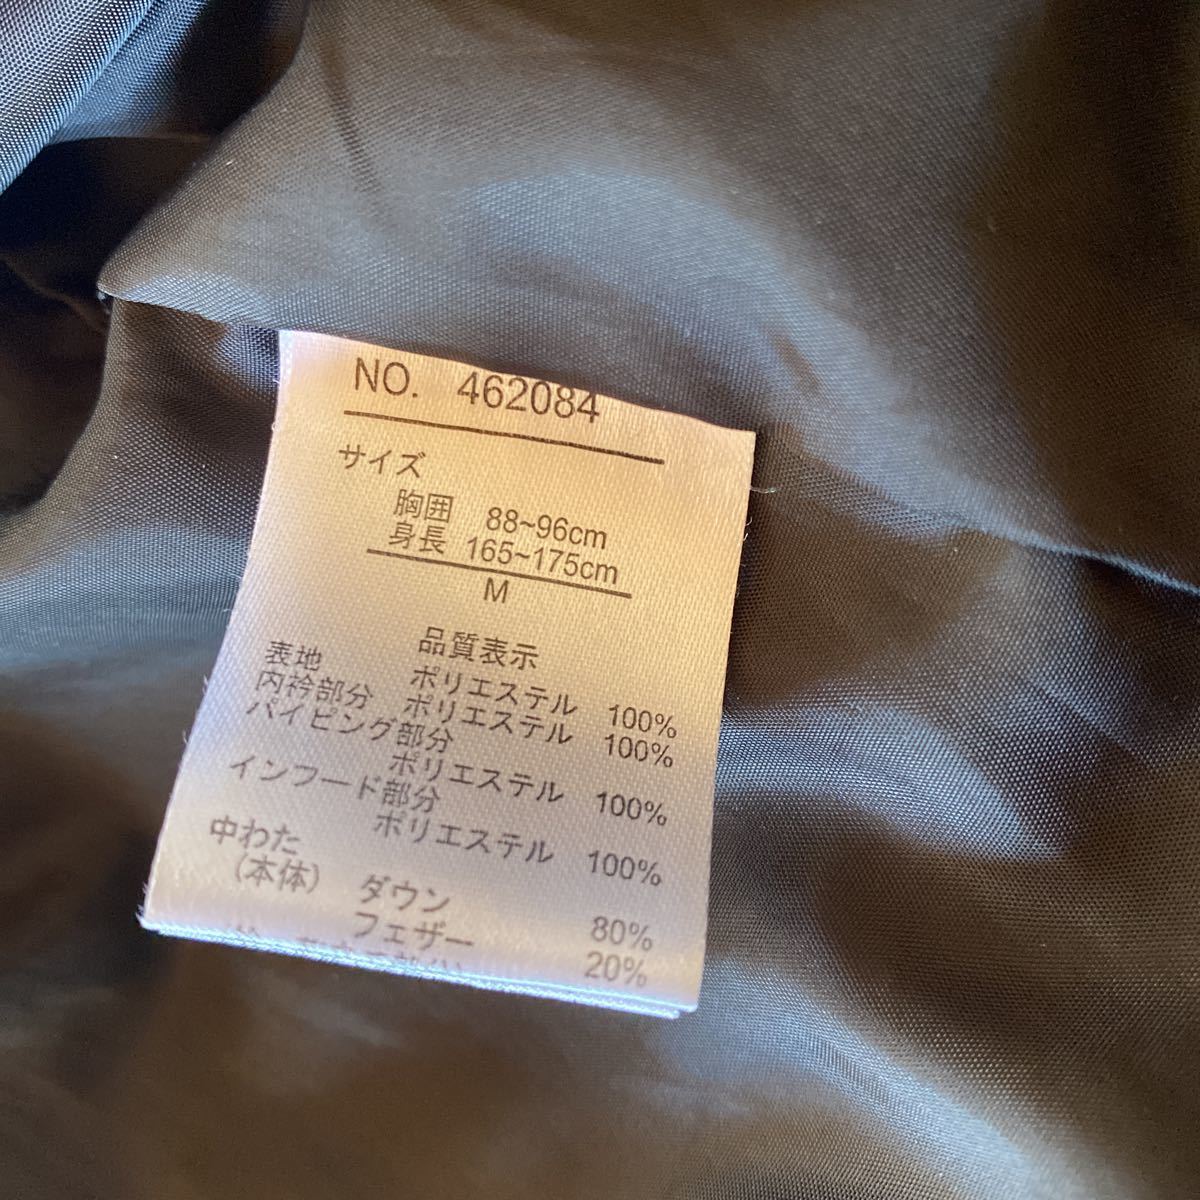 NO. 462084
サイズ
胸囲 88~96cm
身長 165~175cm
M
品質表示
表地 ポリエステル 100%
内衿部分 ポリエステル 100%
パイピング部分
ポリエステル 100%
インフード部分
ポリエステル 100%
中わた
(本体) ダウン 80%
フェザー 20%